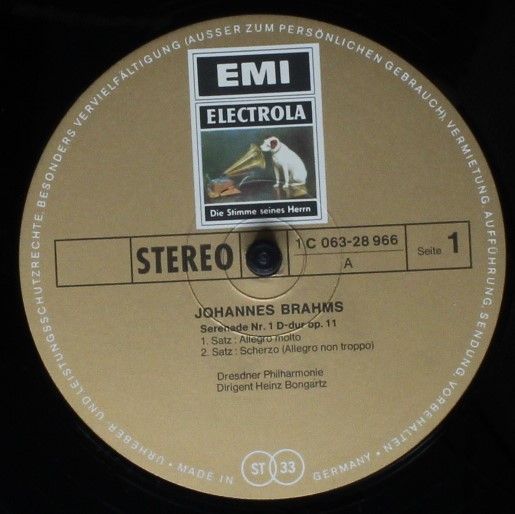 URHEBER- UND LEISTUNGSSCHUTZRECHTE, BESONDERS VERVIELFÄLTIGUNG (AUSSER ZUM PERSÖNLICHEN GEBRAUCH), VERMIETUNG, AUFFÜHRUNG, SENDUNG, VORBEHALTEN
EMI
ELECTROLA
Die Stimme seines Herrn
STEREO
1 C 063-28 966
A
Seite 1
JOHANNES BRAHMS
Serenade Nr. 1 D-dur op. 11
1. Satz: Allegro molto
2. Satz: Scherzo (Allegro non troppo)
Dresdner Philharmonie
Dirigent Heinz Bongartz
• MADE IN GERMANY •
ST 33